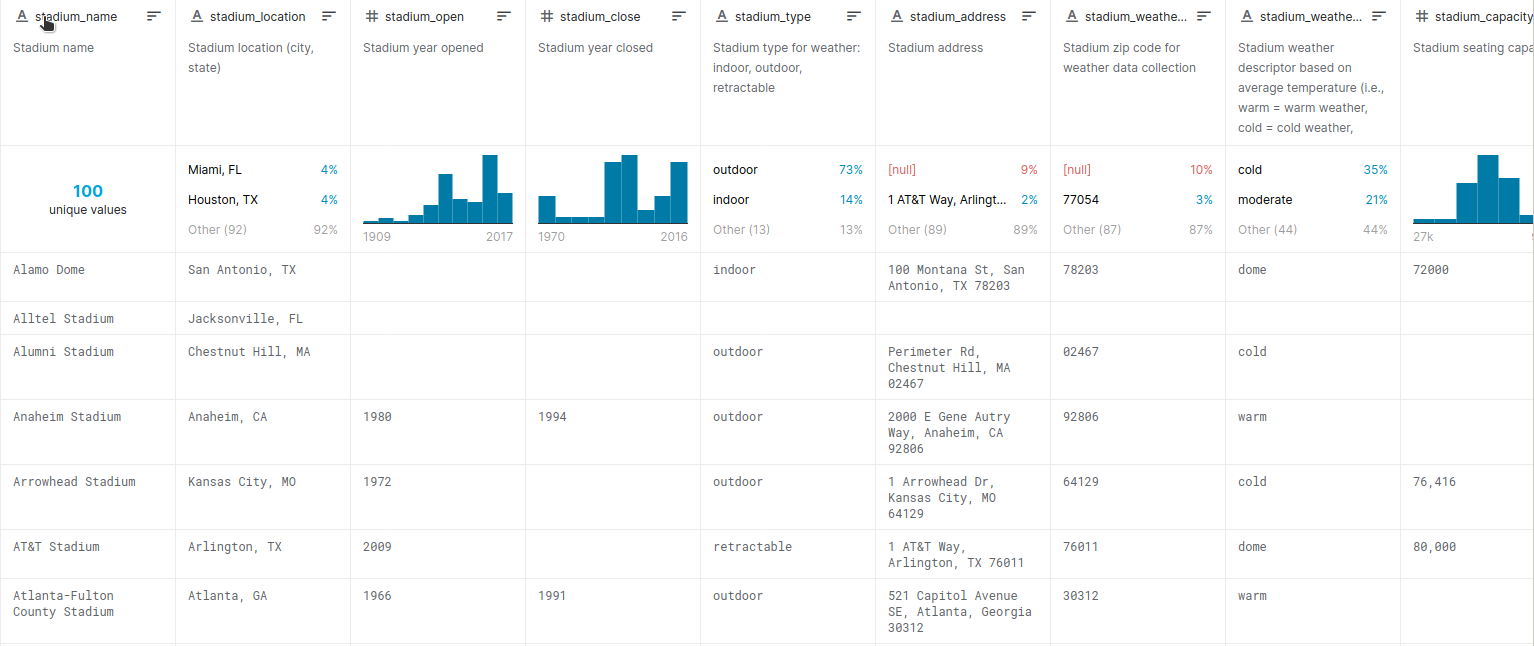 stadium_name stadium_location stadium_open stadium_close stadium_type stadium_address stadium_weathe... stadium_weathe... stadium_capacity
Stadium name
Stadium location (city,
state)
Stadium year opened
Stadium year closed
Stadium type for weather:
indoor, outdoor,
retractable
Stadium address
Stadium zip code for
weather data collection
Stadium weather
descriptor based on
average temperature (i.e.,
warm = warm weather,
cold = cold weather,
Stadium seating capa
100
unique values
Miami, FL 4%
Houston, TX 4%
Other (92) 92%
1909 2017
1970 2016
outdoor 73%
indoor 14%
Other (13) 13%
[null] 9%
1 AT&T Way, Arlingt... 2%
Other (89) 89%
[null] 10%
77054 3%
Other (87) 87%
cold 35%
moderate 21%
Other (44) 44%
27k
Alamo Dome
San Antonio, TX
indoor
100 Montana St, San
Antonio, TX 78203
78203
dome
72000
Alltel Stadium
Jacksonville, FL
Alumni Stadium
Chestnut Hill, MA
outdoor
Perimeter Rd,
Chestnut Hill, MA
02467
02467
cold
Anaheim Stadium
Anaheim, CA
1980
1994
outdoor
2000 E Gene Autry
Way, Anaheim, CA
92806
92806
warm
Arrowhead Stadium
Kansas City, MO
1972
outdoor
1 Arrowhead Dr,
Kansas City, MO
64129
64129
cold
76,416
AT&T Stadium
Arlington, TX
2009
retractable
1 AT&T Way,
Arlington, TX 76011
76011
dome
80,000
Atlanta-Fulton
County Stadium
Atlanta, GA
1966
1991
outdoor
521 Capitol Avenue
SE, Atlanta, Georgia
30312
30312
warm